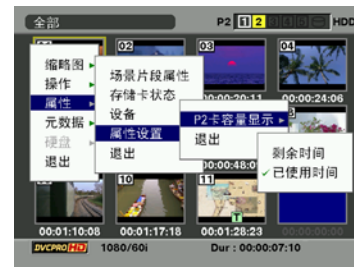 全部 P2 1 2 HDD
02 03 04
缩略图
操作
属性
元数据
硬盘
退出
场景片段属性
存储卡状态
设备
属性设置
退出
P2卡容量显示
退出
剩余时间
✓已使用时间
00:00:20:11 00:00:24:06
00:00:48:0
10 11
T
00:01:10:08 00:01:17:18 00:01:28:23 00:00:00:00
DVCPRO HD 1080/60i Dur : 00:00:07:10